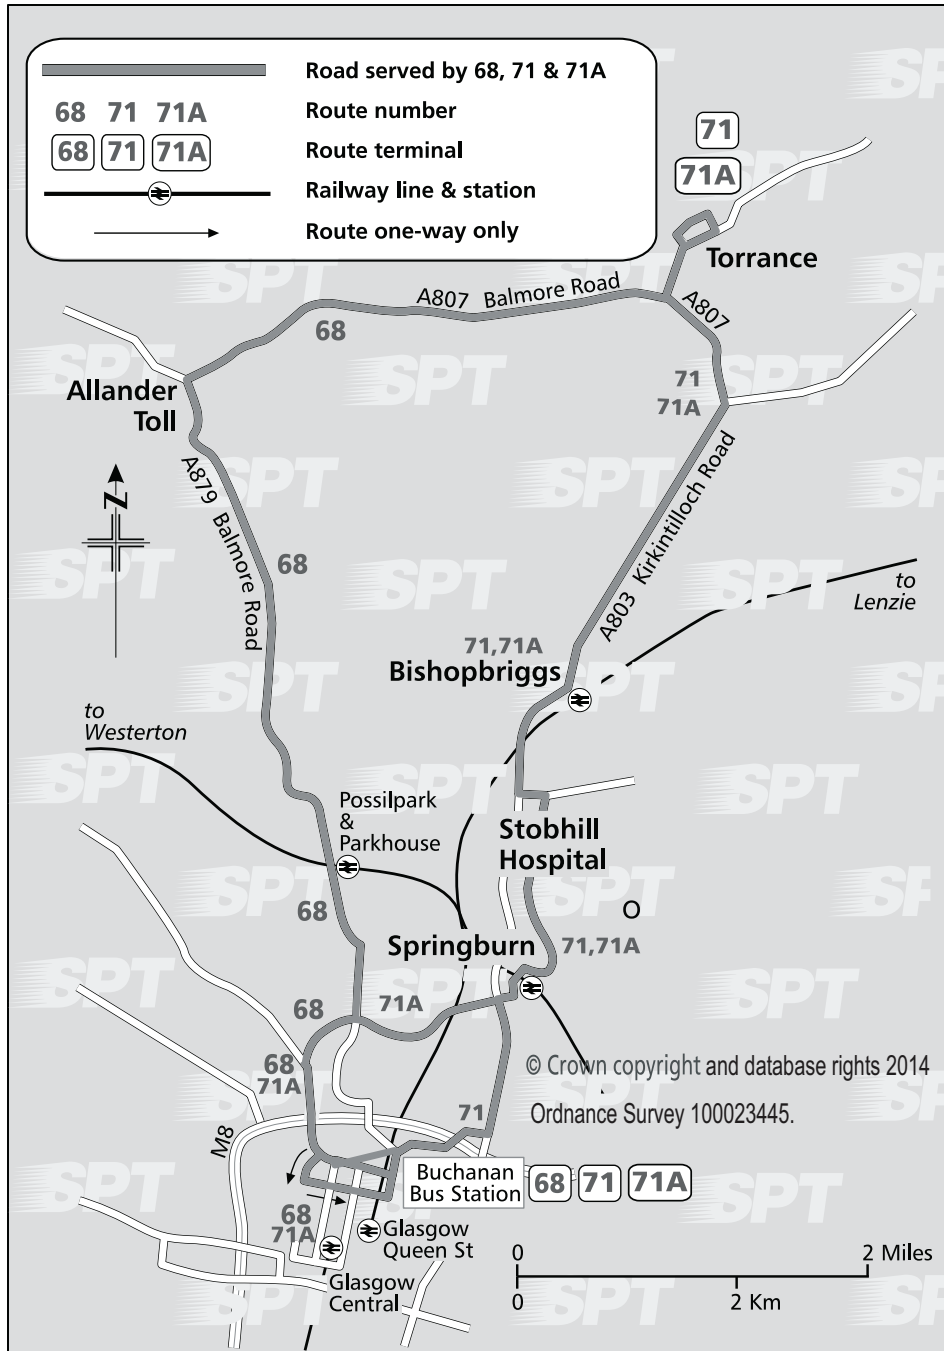 Road served by 68, 71 & 71A
68 71 71A
Route number
68 71 71A
Route terminal
Railway line & station
Route one-way only
71
71A
Torrance
A807 Balmore Road
A807
68
Allander
Toll
71
71A
A879 Balmore Road
N
68
A803 Kirkintilloch Road
to
Lenzie
71,71A
Bishopbriggs
to
Westerton
Possilpark
&
Parkhouse
Stobhill
Hospital
68
O
Springburn
71,71A
71A
68
68
71A
© Crown copyright and database rights 2014
Ordnance Survey 100023445.
71
M8
Buchanan
Bus Station
68 71 71A
68
71A
Glasgow
Queen St
Glasgow
Central
0 2 Miles
0 2 Km
SPT